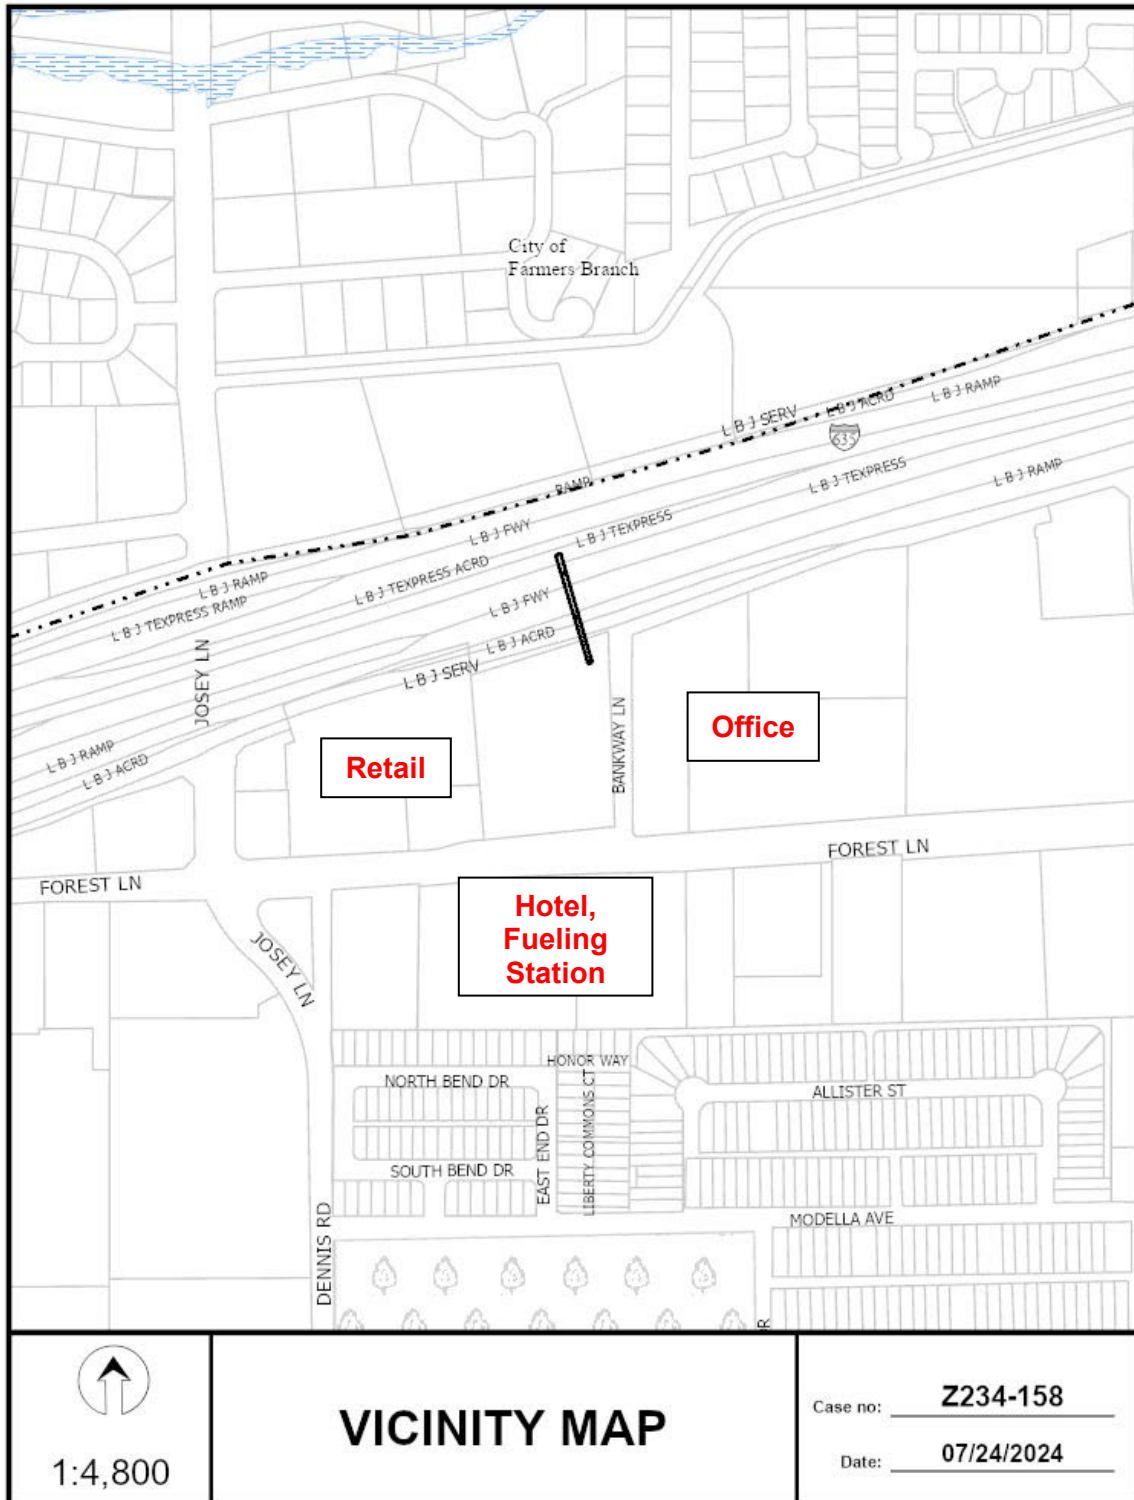 City of
Farmers Branch
L B J SERV
L B J ACRD
L B J RAMP
635
RAMP
L B J FWY
L B J TEXPRESS
L B J TEXPRESS
L B J RAMP
L B J RAMP
L B J TEXPRESS RAMP
L B J TEXPRESS ACRD
L B J FWY
L B J ACRD
L B J SERV
JOSEY LN
L B J RAMP
L B J ACRD
BANKWAY LN
Office
Retail
FOREST LN
FOREST LN
Hotel,
Fueling
Station
JOSEY LN
HONOR WAY
NORTH BEND DR
ALLISTER ST
EAST END DR
LIBERTY COMMONS CT
SOUTH BEND DR
MODELLA AVE
DENNIS RD
DR
1:4,800
VICINITY MAP
Case no: Z234-158
Date: 07/24/2024